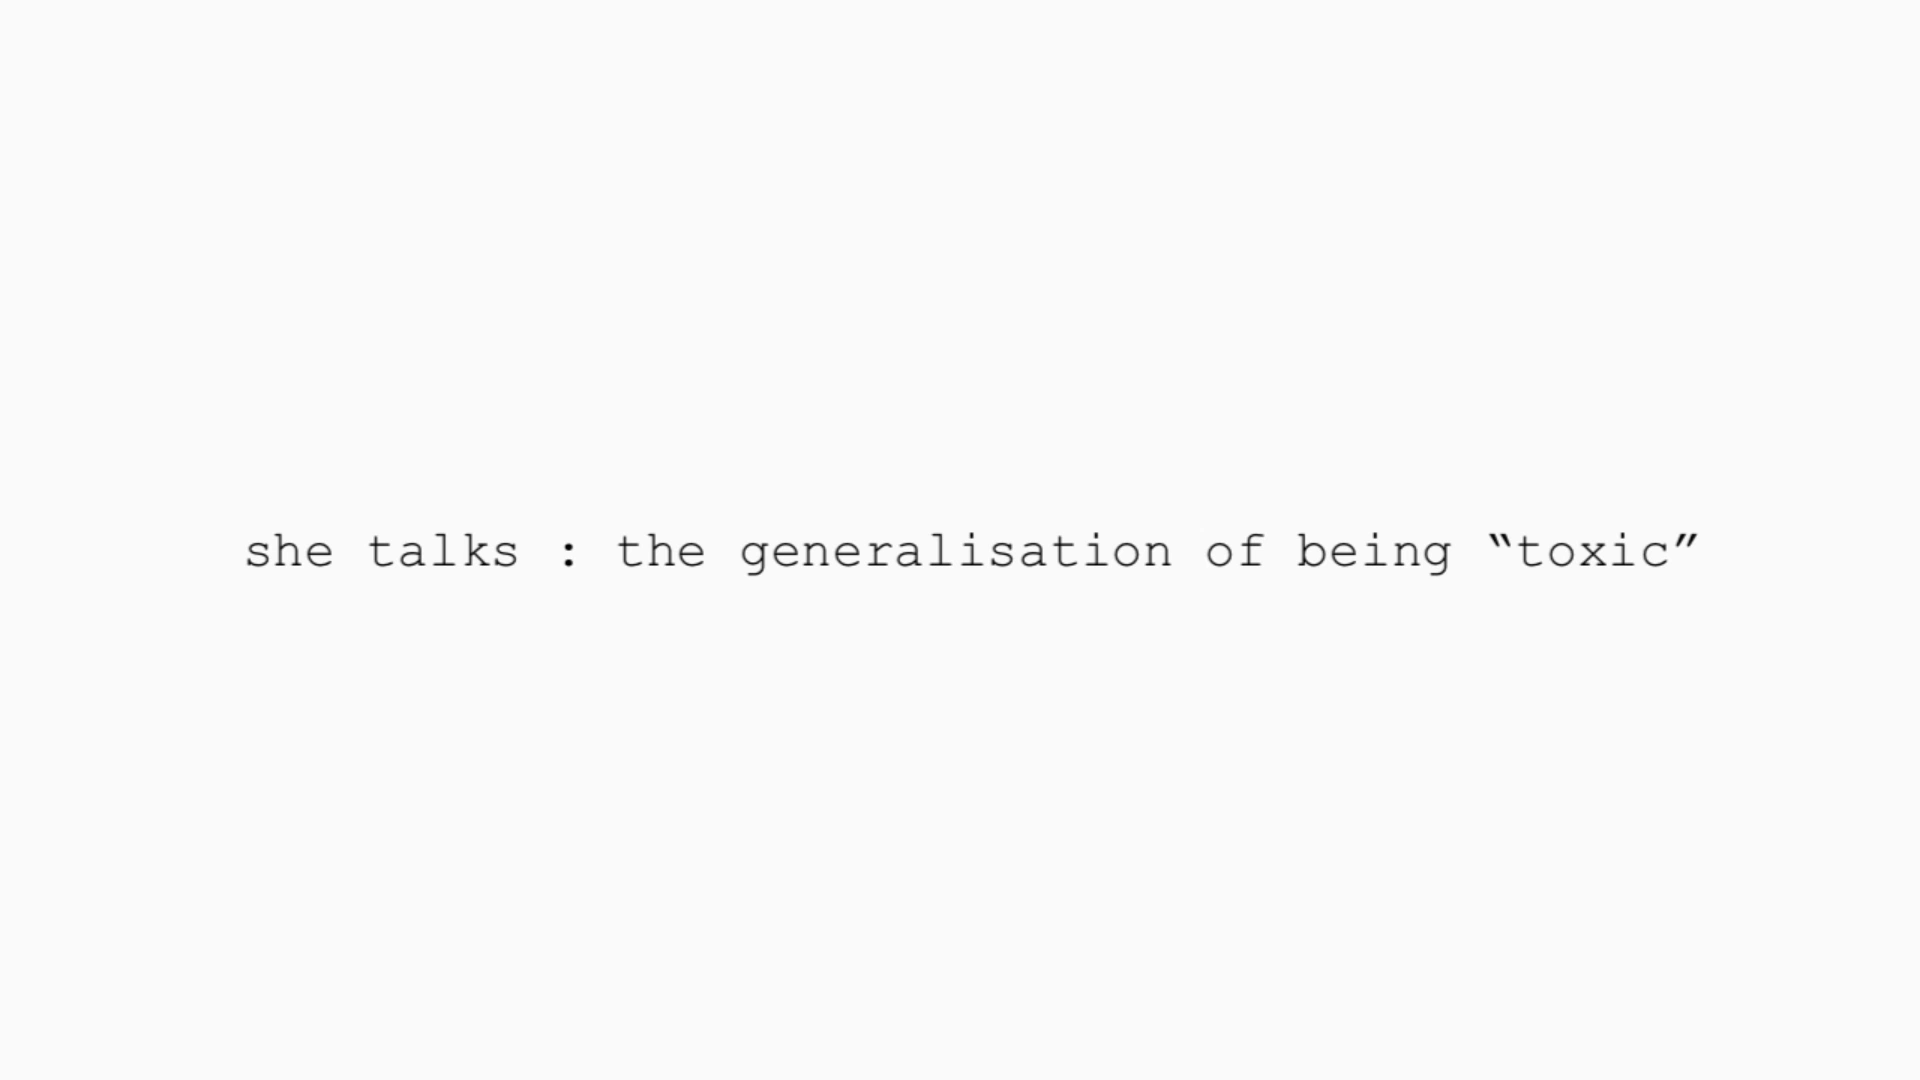 she talks : the generalisation of being “toxic”